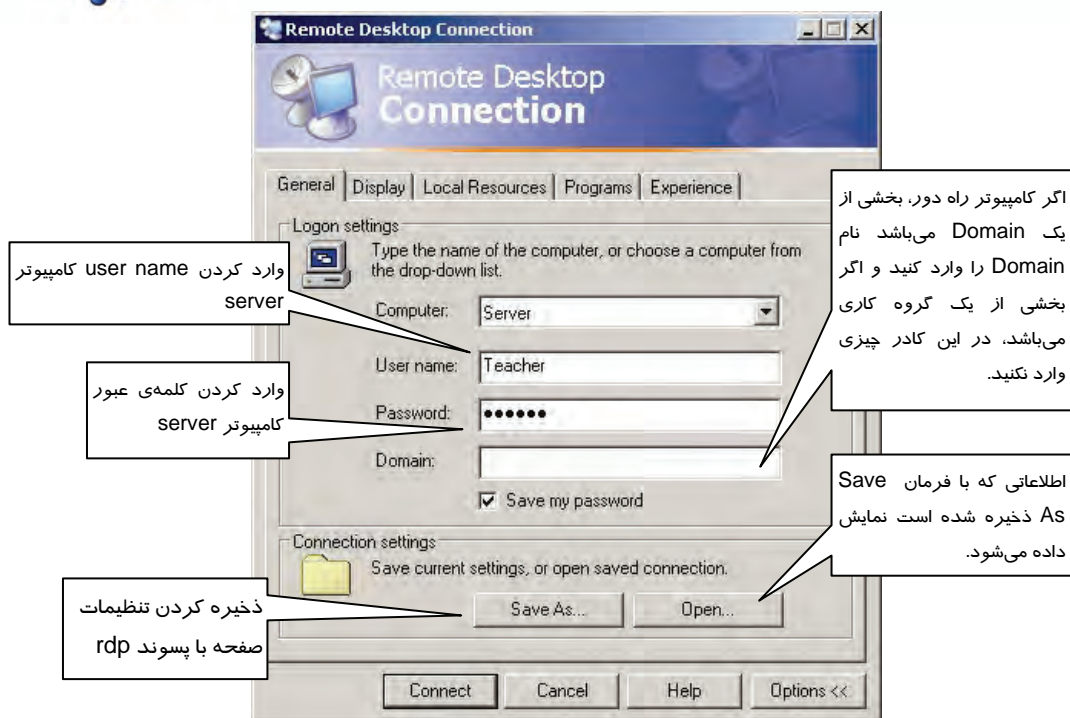 Remote Desktop Connection
Remote Desktop
Connection
General
Display
Local Resources
Programs
Experience
Logon settings
Type the name of the computer, or choose a computer from
the drop-down list.
Computer:
Server
User name:
Teacher
Password:
••••••
Domain:
Save my password
Connection settings
Save current settings, or open saved connection.
Save As...
Open...
Connect
Cancel
Help
Options <<
وارد کردن user name کامپیوتر
server
وارد کردن کلمه‌ی عبور
کامپیوتر server
ذخیره کردن تنظیمات
صفحه با پسوند rdp
اگر کامپیوتر راه دور، بخشی از
یک Domain می‌باشد نام
Domain را وارد کنید و اگر
بخشی از یک گروه کاری
می‌باشد، در این کادر چیزی
وارد نکنید.
اطلاعاتی که با فرمان Save
As ذخیره شده است نمایش
داده می‌شود.